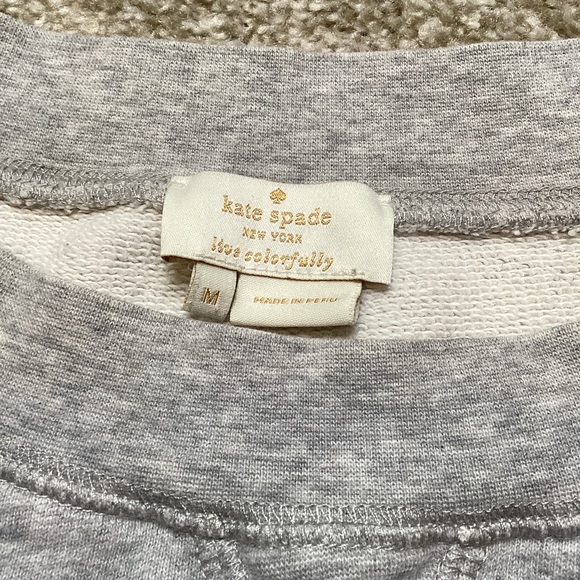 kate spade
NEW YORK
live colorfully
M
MADE IN PERU